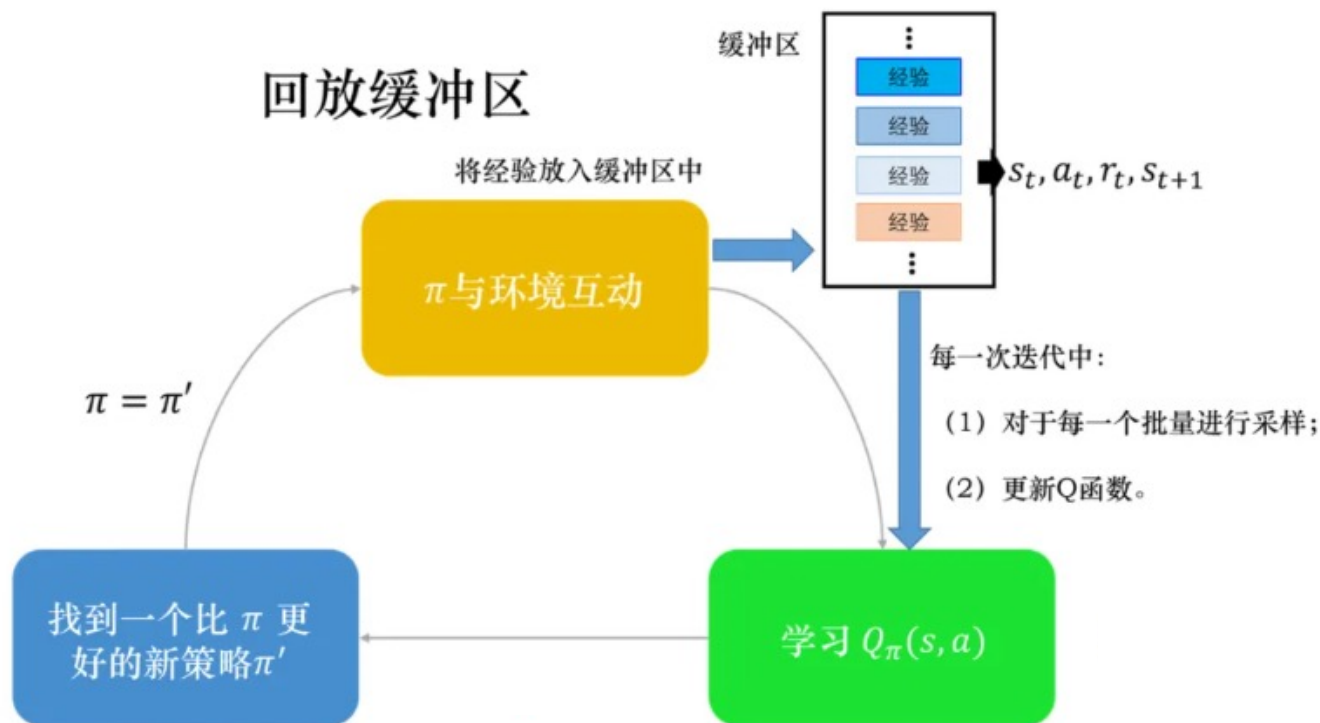 缓冲区
回放缓冲区
⋮
经验
经验
经验
经验
⋮
s_t, a_t, r_t, s_{t+1}
将经验放入缓冲区中
π与环境互动
每一次迭代中：
（1）对于每一个批量进行采样；
（2）更新Q函数。
π = π′
找到一个比 π 更
好的新策略π′
学习 Q_π(s, a)